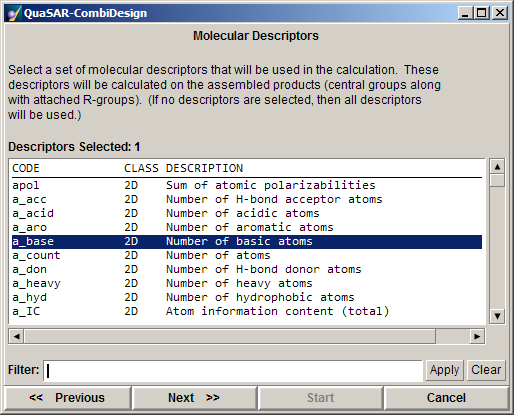 QuaSAR-CombiDesign
Molecular Descriptors
Select a set of molecular descriptors that will be used in the calculation. These
descriptors will be calculated on the assembled products (central groups along
with attached R-groups). (If no descriptors are selected, then all descriptors
will be used.)
Descriptors Selected: 1
CODE CLASS DESCRIPTION
apol 2D Sum of atomic polarizabilities
a_acc 2D Number of H-bond acceptor atoms
a_acid 2D Number of acidic atoms
a_aro 2D Number of aromatic atoms
a_base 2D Number of basic atoms
a_count 2D Number of atoms
a_don 2D Number of H-bond donor atoms
a_heavy 2D Number of heavy atoms
a_hyd 2D Number of hydrophobic atoms
a_IC 2D Atom information content (total)
Filter: Apply Clear
<< Previous Next >> Start Cancel